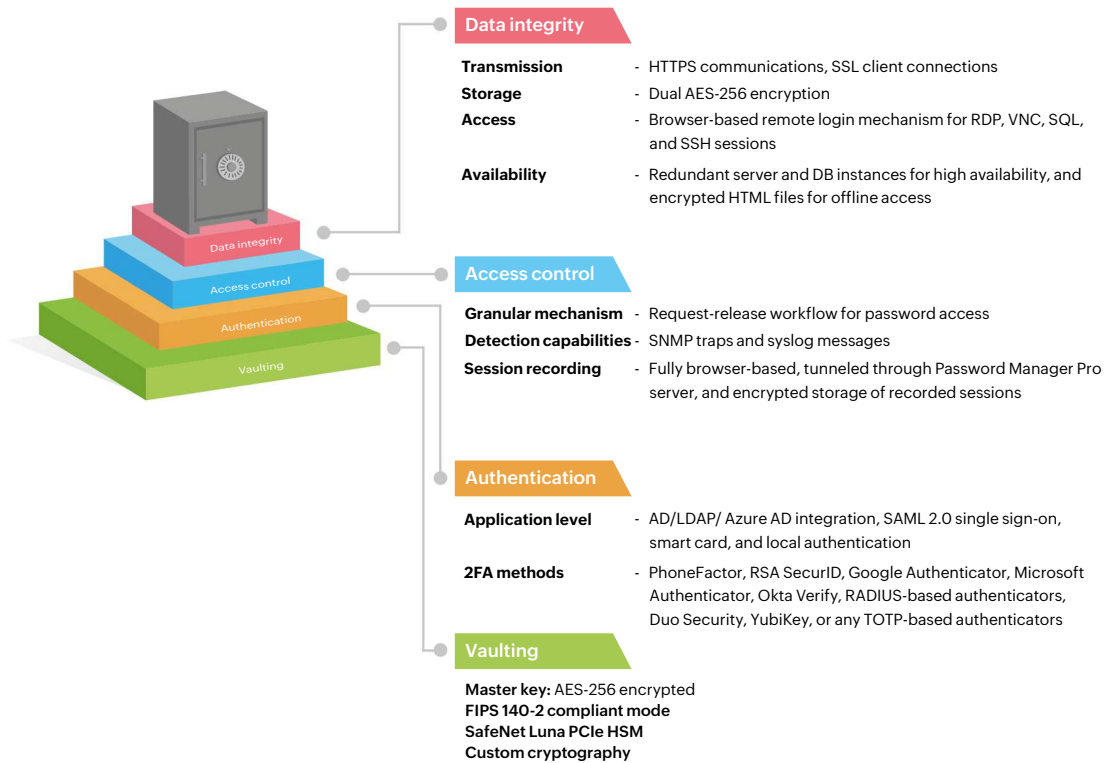 Data integrity
Transmission - HTTPS communications, SSL client connections
Storage - Dual AES-256 encryption
Access - Browser-based remote login mechanism for RDP, VNC, SQL,
and SSH sessions
Availability - Redundant server and DB instances for high availability, and
encrypted HTML files for offline access
Data integrity
Access control
Authentication
Vaulting
Access control
Granular mechanism - Request-release workflow for password access
Detection capabilities - SNMP traps and syslog messages
Session recording - Fully browser-based, tunneled through Password Manager Pro
server, and encrypted storage of recorded sessions
Authentication
Application level - AD/LDAP/ Azure AD integration, SAML 2.0 single sign-on,
smart card, and local authentication
2FA methods - PhoneFactor, RSA SecurID, Google Authenticator, Microsoft
Authenticator, Okta Verify, RADIUS-based authenticators,
Duo Security, YubiKey, or any TOTP-based authenticators
Vaulting
Master key: AES-256 encrypted
FIPS 140-2 compliant mode
SafeNet Luna PCIe HSM
Custom cryptography